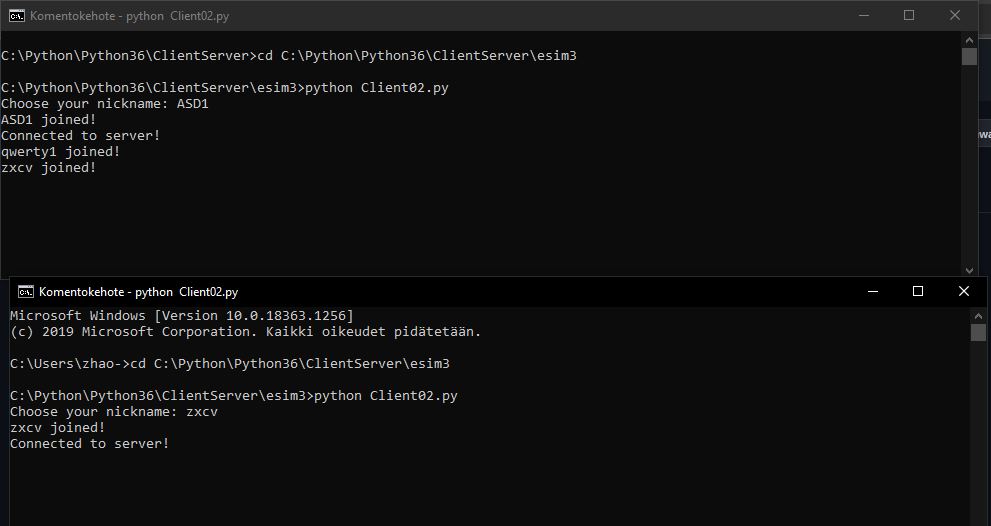 Komentokehote - python  Client02.py
C:\Python\Python36\ClientServer>cd C:\Python\Python36\ClientServer\esim3
C:\Python\Python36\ClientServer\esim3>python Client02.py
Choose your nickname: ASD1
ASD1 joined!
Connected to server!
qwerty1 joined!
zxcv joined!
Komentokehote - python  Client02.py
Microsoft Windows [Version 10.0.18363.1256]
(c) 2019 Microsoft Corporation. Kaikki oikeudet pidätetään.
C:\Users\zhao->cd C:\Python\Python36\ClientServer\esim3
C:\Python\Python36\ClientServer\esim3>python Client02.py
Choose your nickname: zxcv
zxcv joined!
Connected to server!